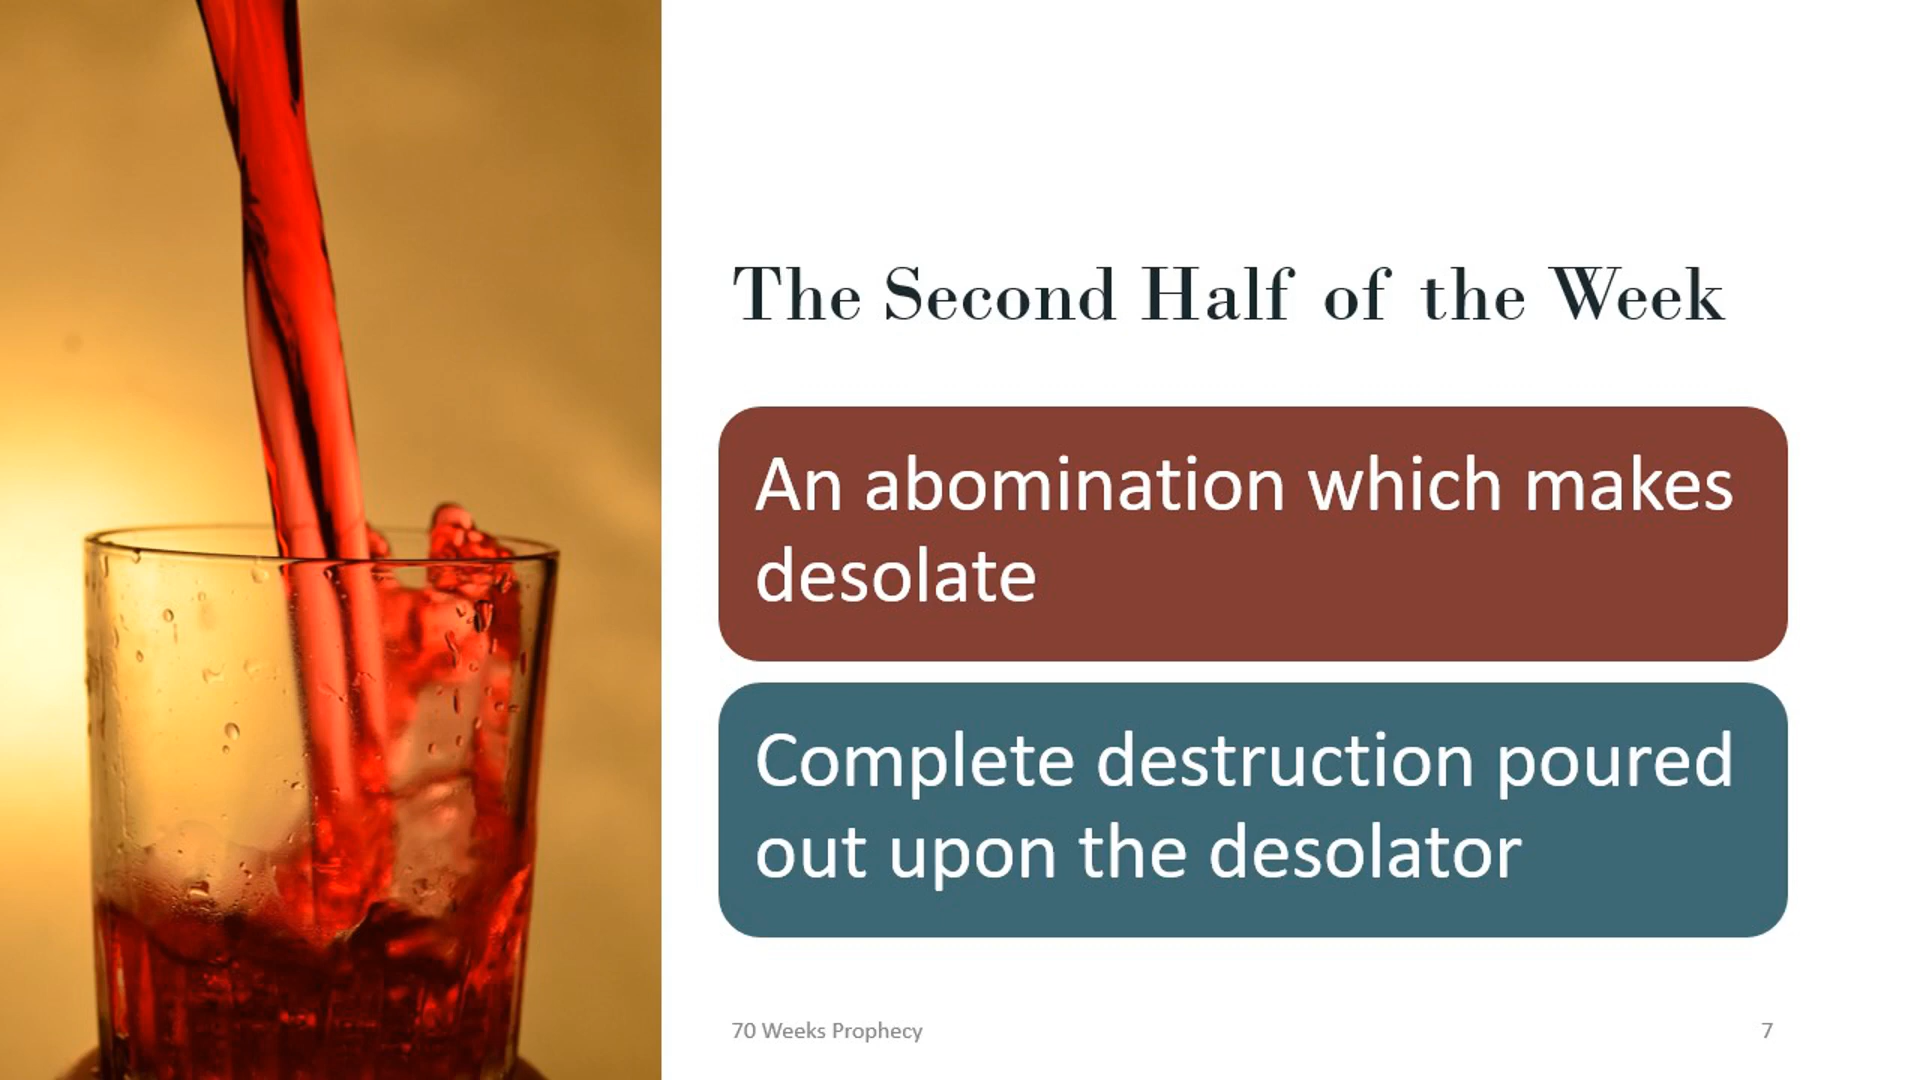 The Second Half of the Week
An abomination which makes
desolate
Complete destruction poured
out upon the desolator
70 Weeks Prophecy
7